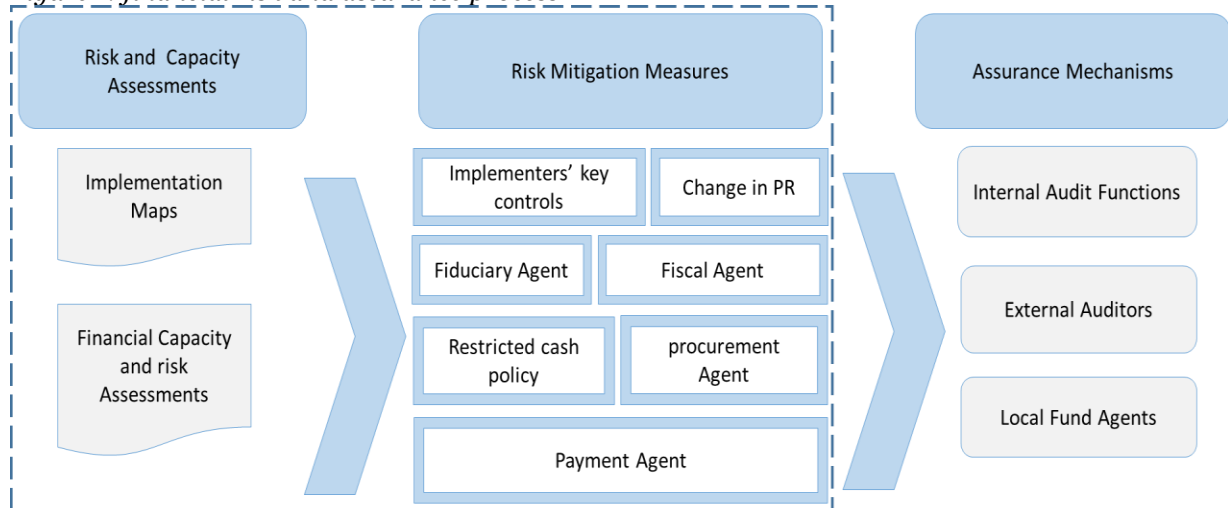 Risk and Capacity
Assessments
Risk Mitigation Measures
Assurance Mechanisms
Implementation
Maps
Financial Capacity
and risk
Assessments
Implementers' key
controls
Change in PR
Fiduciary Agent
Fiscal Agent
Restricted cash
policy
procurement
Agent
Payment Agent
Internal Audit Functions
External Auditors
Local Fund Agents